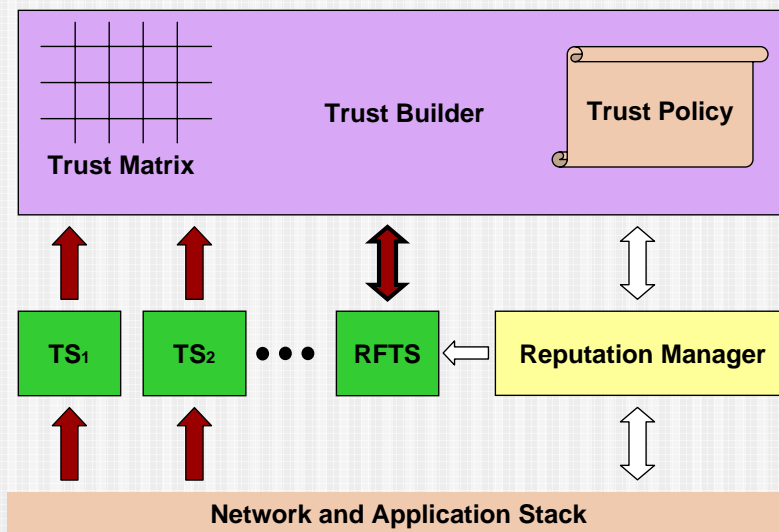 Trust Builder
Trust Policy
Trust Matrix
TS1
TS2
RFTS
Reputation Manager
Network and Application Stack